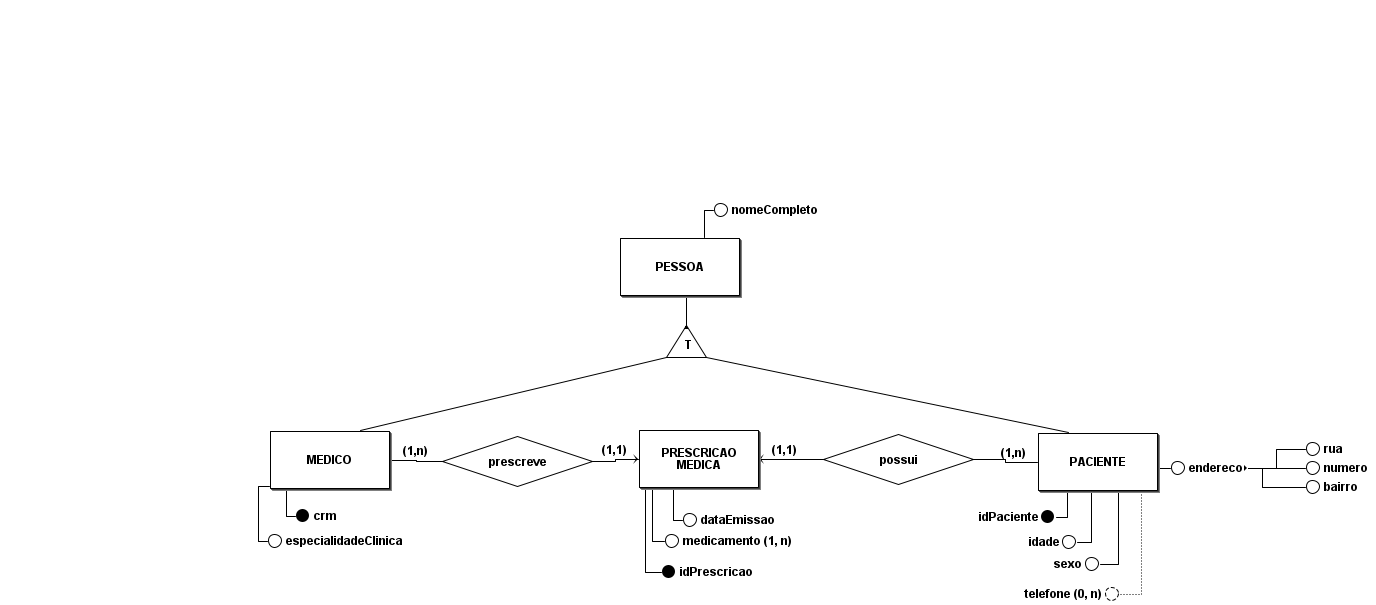 nomeCompleto
PESSOA
T
MEDICO
(1,n)
prescreve
(1,1)
PRESCRICAO
MEDICA
(1,1)
possui
(1,n)
PACIENTE
endereco
rua
numero
bairro
crm
especialidadeClinica
dataEmissao
medicamento (1, n)
idPrescricao
idPaciente
idade
sexo
telefone (0, n)